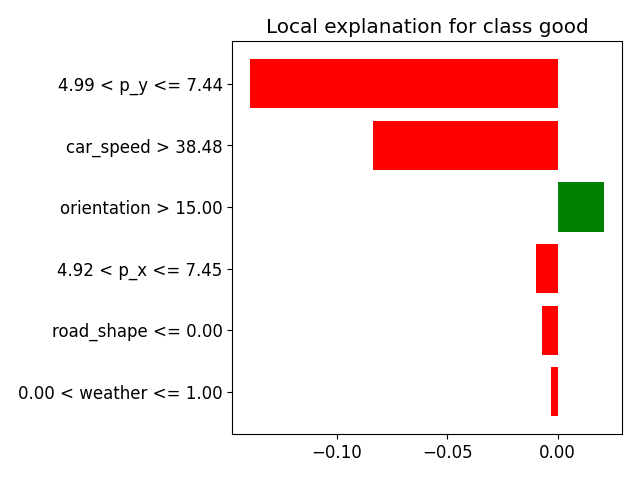 Local explanation for class good
4.99 < p_y <= 7.44
car_speed > 38.48
orientation > 15.00
4.92 < p_x <= 7.45
road_shape <= 0.00
0.00 < weather <= 1.00
−0.10 −0.05 0.00